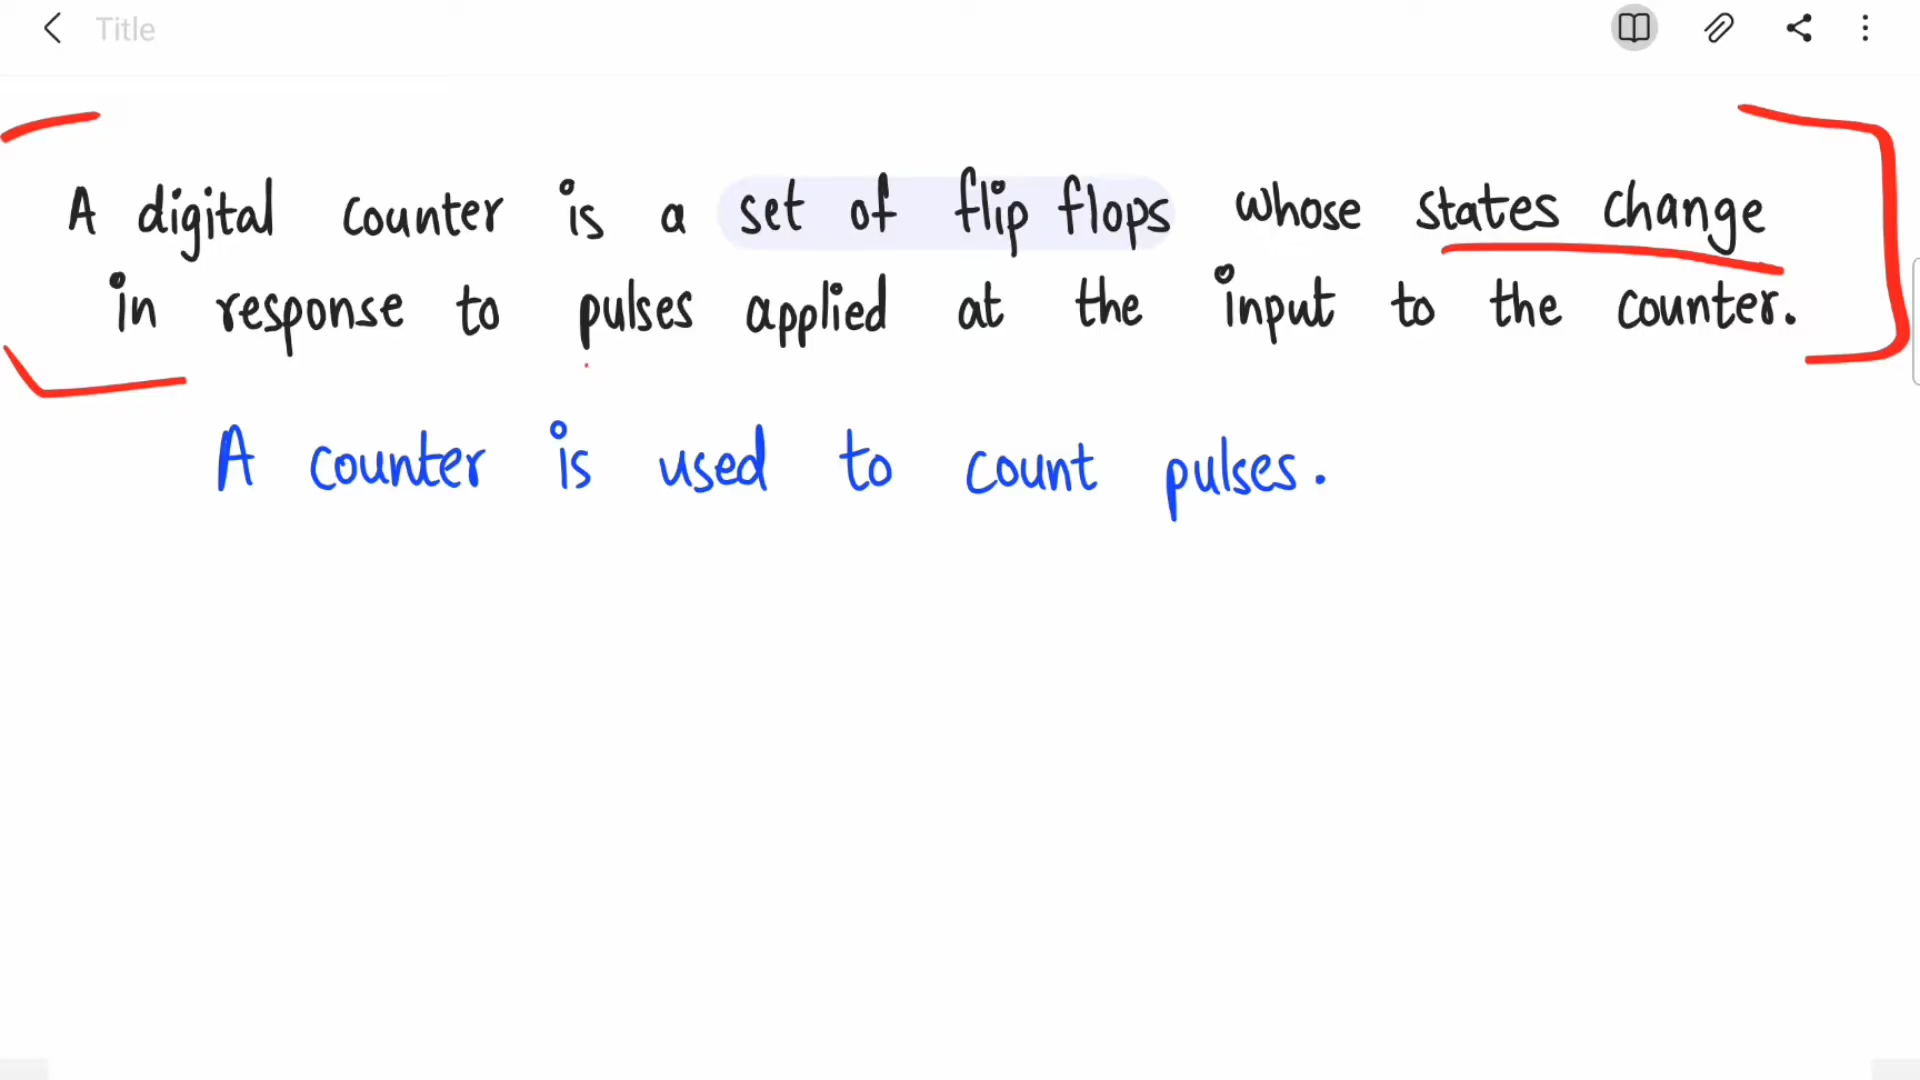 Title
A digital counter is a set of flip flops whose states change
in response to pulses applied at the input to the counter.
A counter is used to count pulses.